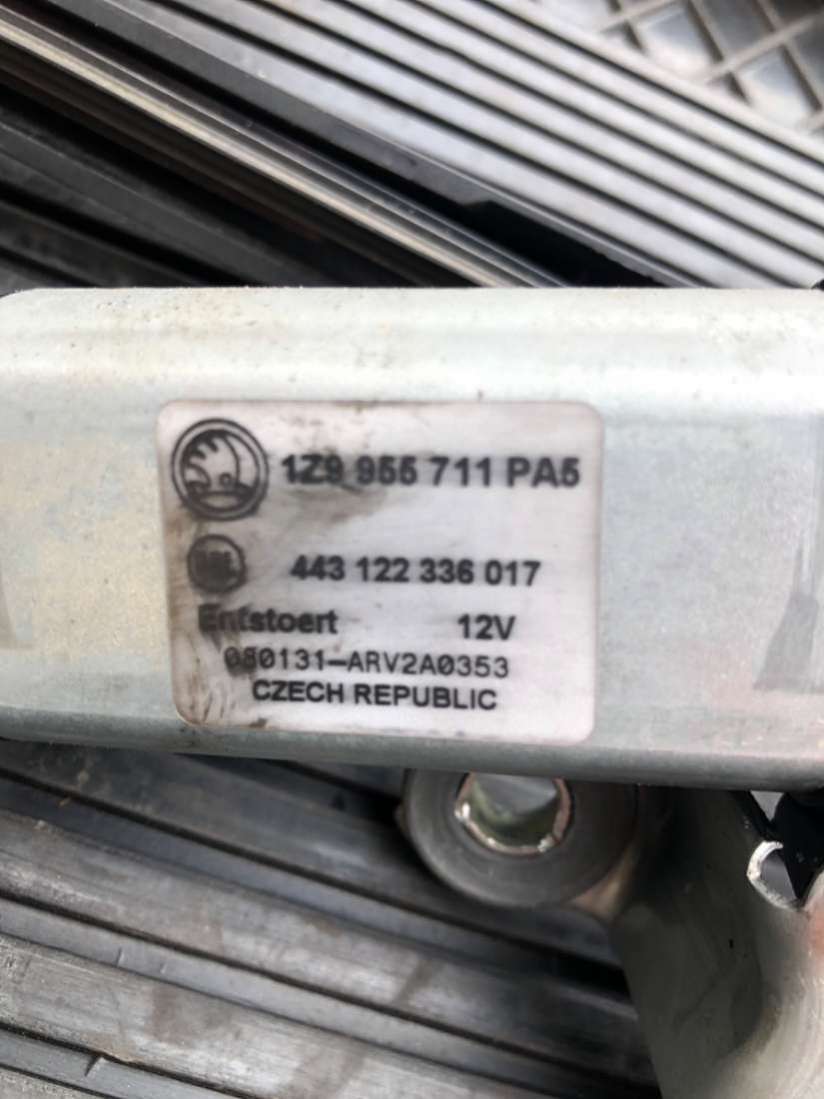 1Z9 955 711 PA5
443 122 336 017
Entstoert 12V
080131-ARV2A0353
CZECH REPUBLIC